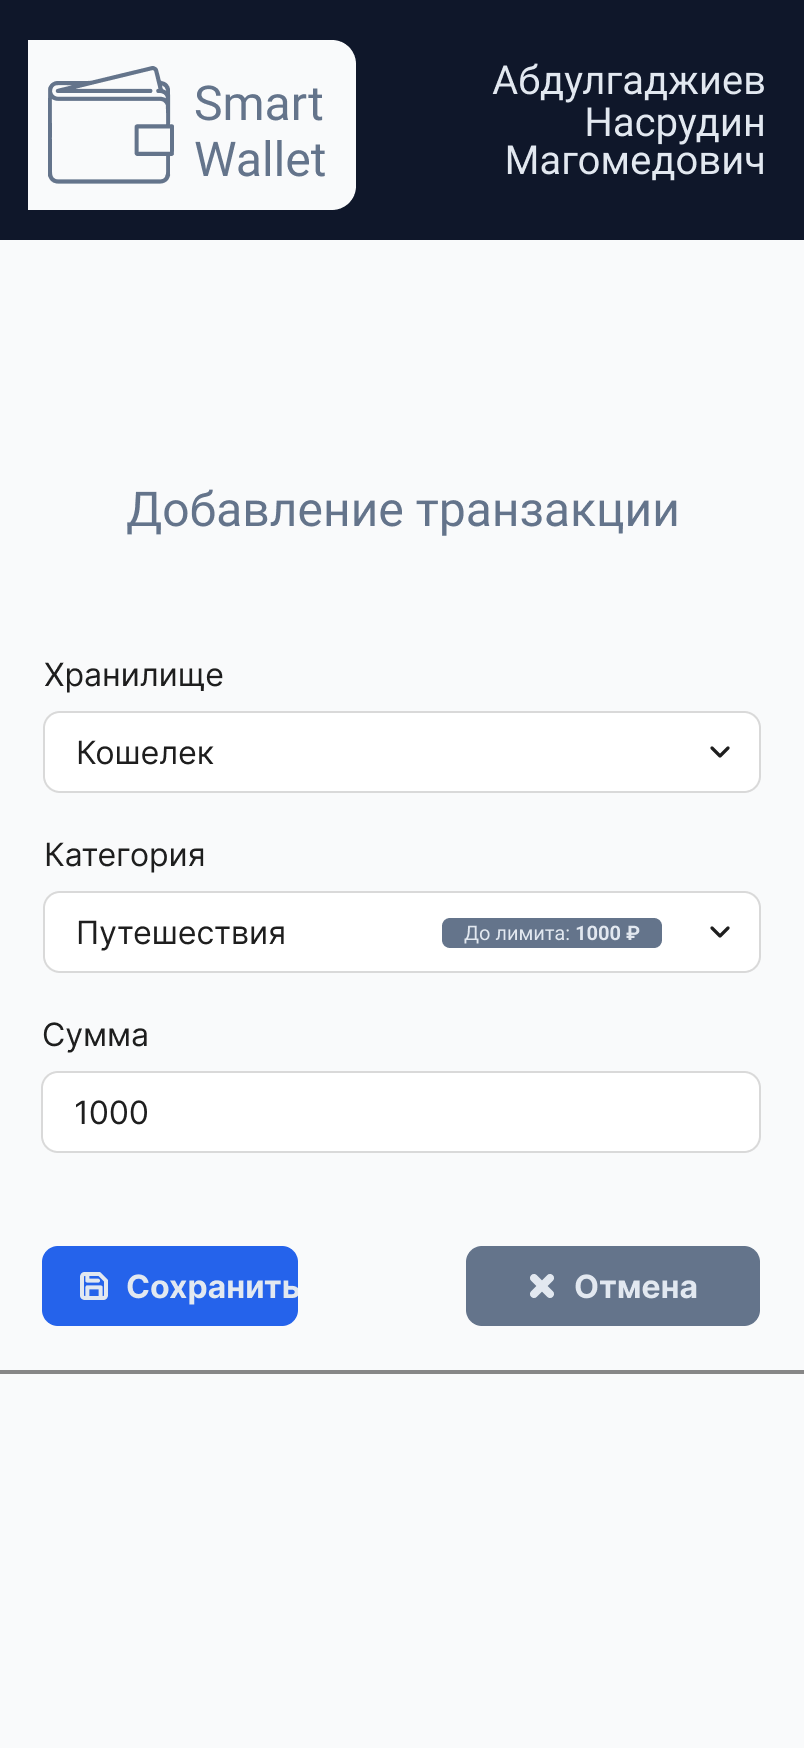 Smart
Wallet
Абдулгаджиев
Насрудин
Магомедович
Добавление транзакции
Хранилище
Кошелек
Категория
Путешествия До лимита: 1000 ₽
Сумма
1000
Сохранить Отмена